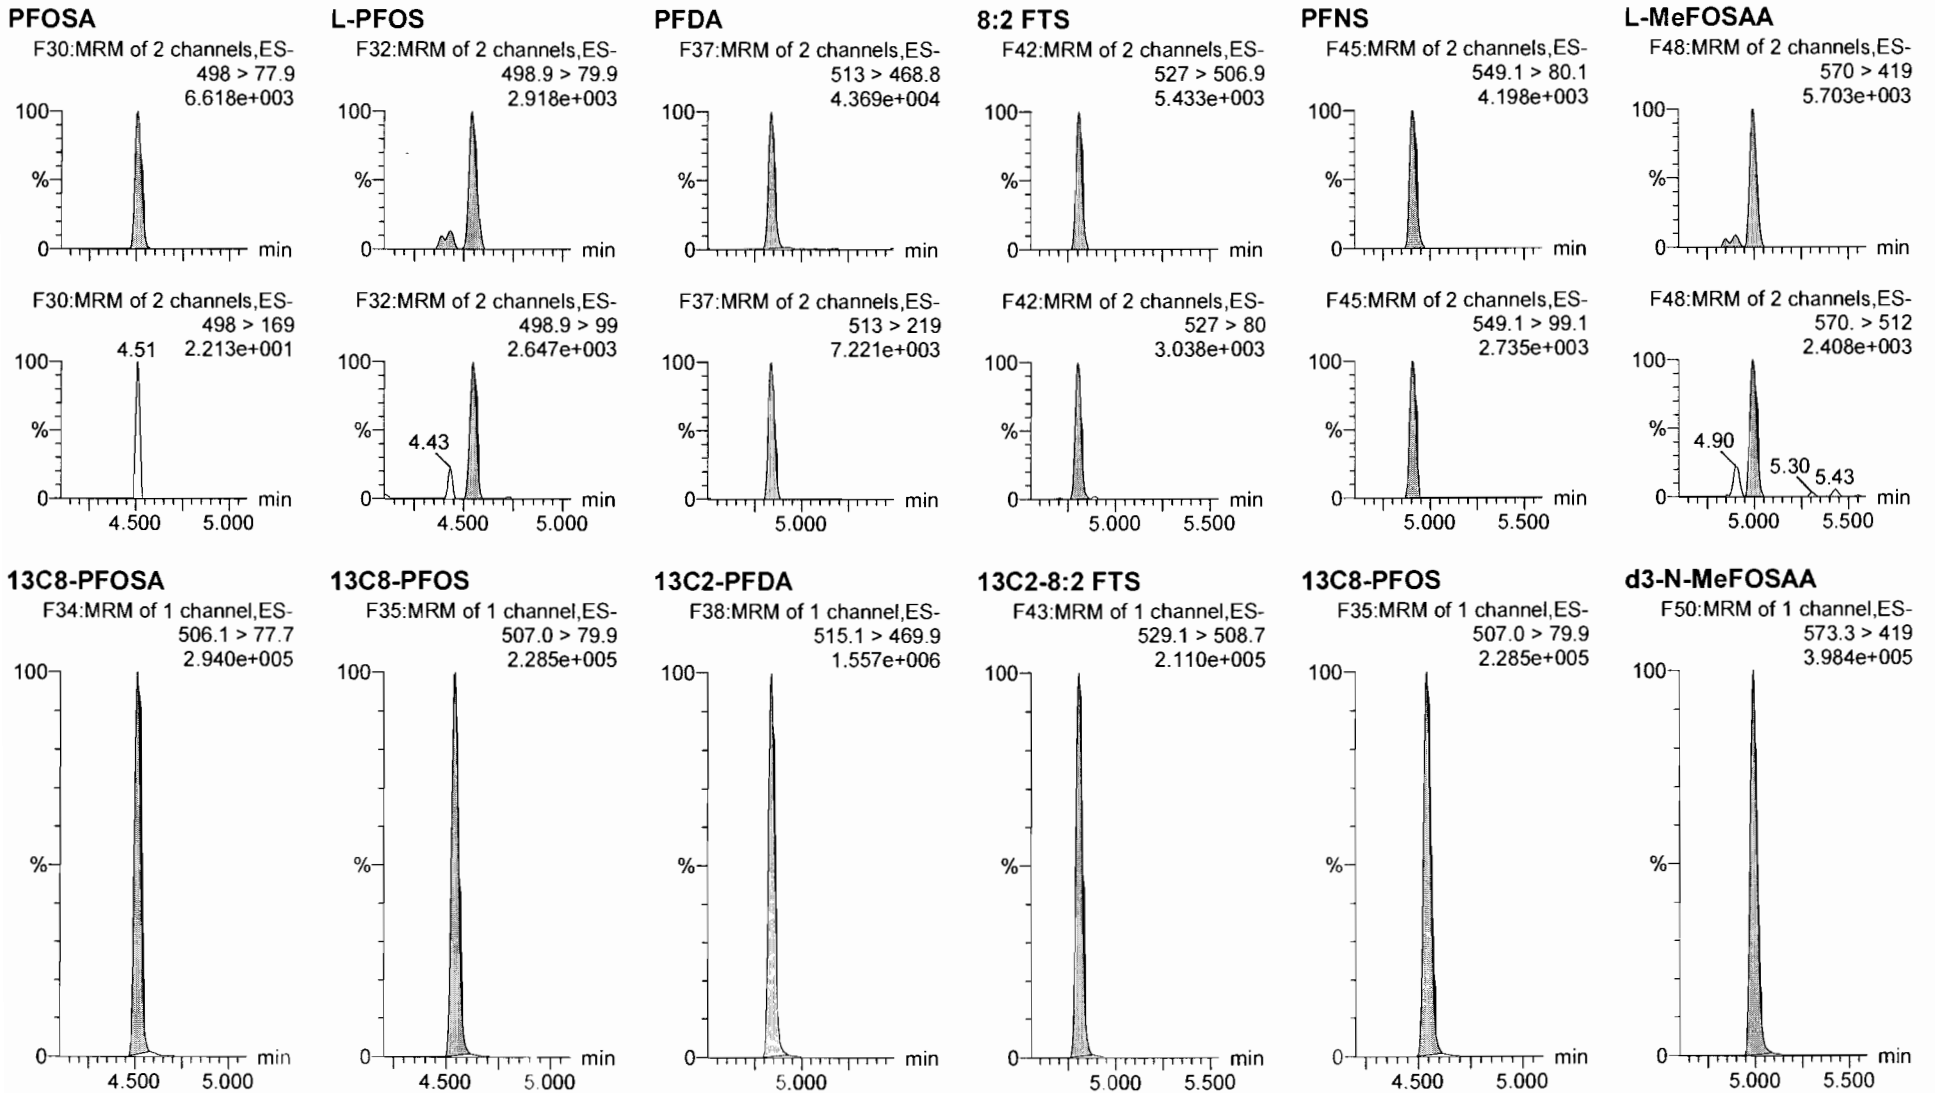 PFOSA
F30:MRM of 2 channels,ES-
498 > 77.9
6.618e+003
100
%
0
min
F30:MRM of 2 channels,ES-
498 > 169
4.51 2.213e+001
100
%
0
min
4.500 5.000
L-PFOS
F32:MRM of 2 channels,ES-
498.9 > 79.9
2.918e+003
100
%
0
min
F32:MRM of 2 channels,ES-
498.9 > 99
2.647e+003
100
4.43
%
0
min
4.500 5.000
PFDA
F37:MRM of 2 channels,ES-
513 > 468.8
4.369e+004
100
%
0
min
F37:MRM of 2 channels,ES-
513 > 219
7.221e+003
100
%
0
min
5.000
8:2 FTS
F42:MRM of 2 channels,ES-
527 > 506.9
5.433e+003
100
%
0
min
F42:MRM of 2 channels,ES-
527 > 80
3.038e+003
100
%
0
min
5.000 5.500
PFNS
F45:MRM of 2 channels,ES-
549.1 > 80.1
4.198e+003
100
%
0
min
F45:MRM of 2 channels,ES-
549.1 > 99.1
2.735e+003
100
%
0
min
5.000 5.500
L-MeFOSAA
F48:MRM of 2 channels,ES-
570 > 419
5.703e+003
100
%
0
min
F48:MRM of 2 channels,ES-
570. > 512
2.408e+003
100
%
4.90
5.30
5.43
0
min
5.000 5.500
13C8-PFOSA
F34:MRM of 1 channel,ES-
506.1 > 77.7
2.940e+005
100
%
0
min
4.500 5.000
13C8-PFOS
F35:MRM of 1 channel,ES-
507.0 > 79.9
2.285e+005
100
%
0
min
4.500 5.000
13C2-PFDA
F38:MRM of 1 channel,ES-
515.1 > 469.9
1.557e+006
100
%
0
min
5.000
13C2-8:2 FTS
F43:MRM of 1 channel,ES-
529.1 > 508.7
2.110e+005
100
%
0
min
5.000 5.500
13C8-PFOS
F35:MRM of 1 channel,ES-
507.0 > 79.9
2.285e+005
100
%
0
min
4.500 5.000
d3-N-MeFOSAA
F50:MRM of 1 channel,ES-
573.3 > 419
3.984e+005
100
%
0
min
5.000 5.500